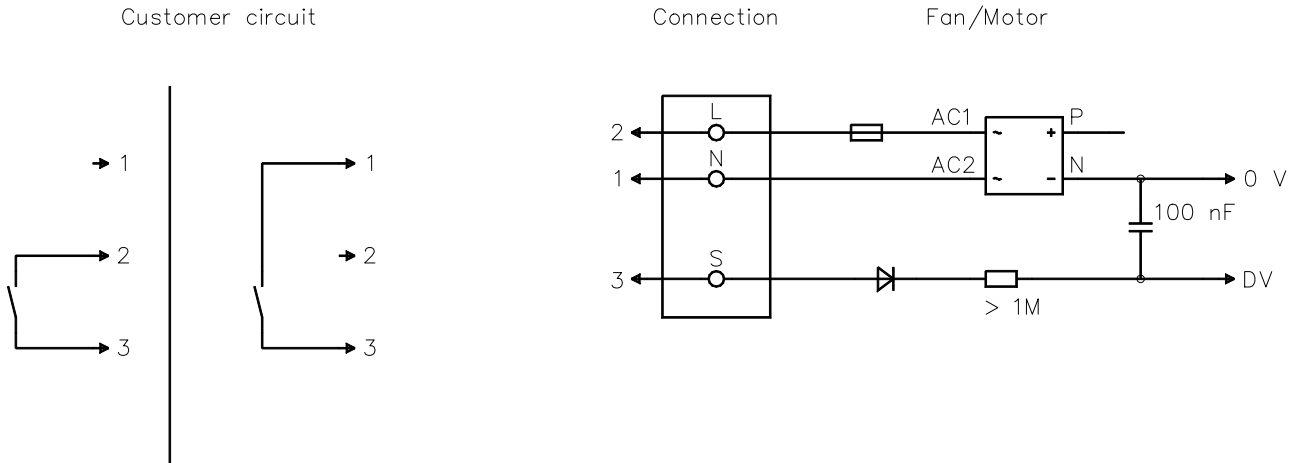 Customer circuit
Connection
Fan/Motor
1
2
3
1
2
3
2
1
3
L
N
S
AC1
AC2
~
~
+
-
P
N
0 V
100 nF
DV
> 1M